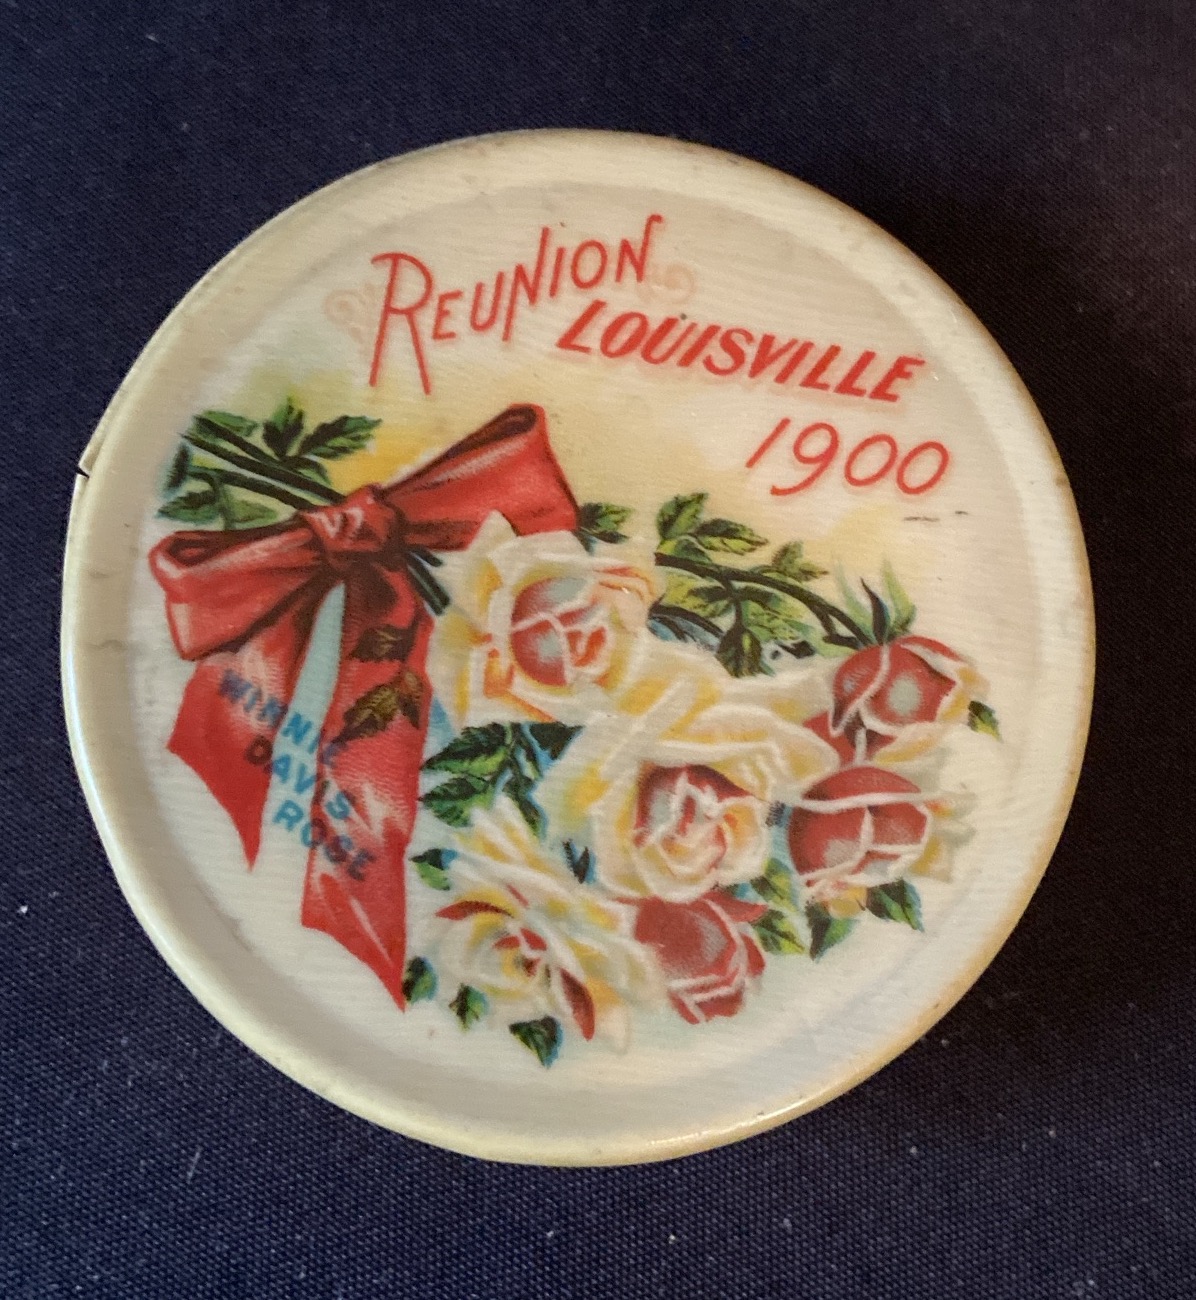 REUNION
LOUISVILLE
1900
WINNIE
DAVIS
ROSE